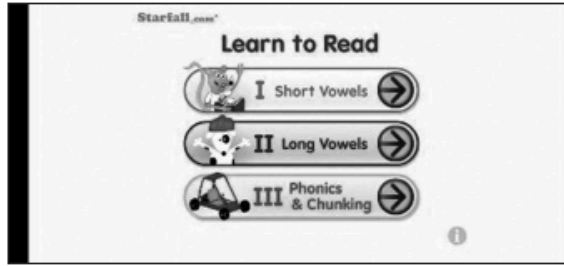 Starfall.com®
Learn to Read
I Short Vowels
II Long Vowels
III Phonics
& Chunking
i